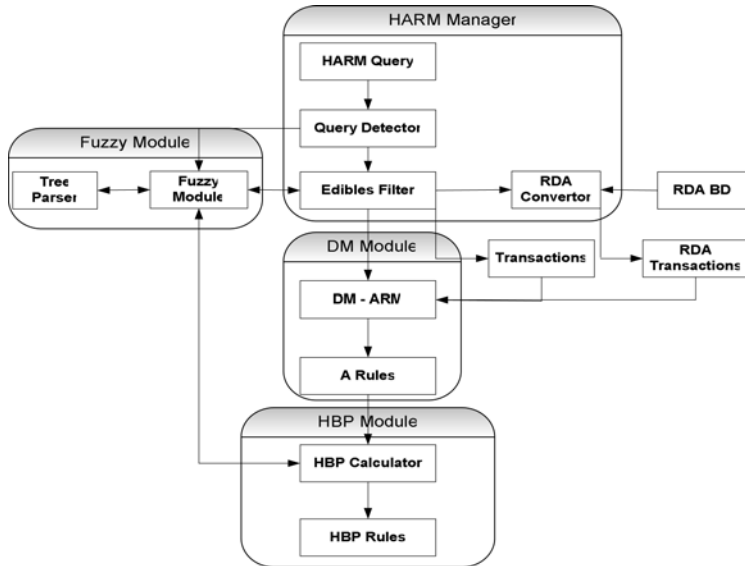 HARM Manager
HARM Query
Query Detector
Fuzzy Module
Tree
Parser
Fuzzy
Module
Edibles Filter
RDA
Convertor
RDA BD
DM Module
Transactions
RDA
Transactions
DM - ARM
A Rules
HBP Module
HBP Calculator
HBP Rules